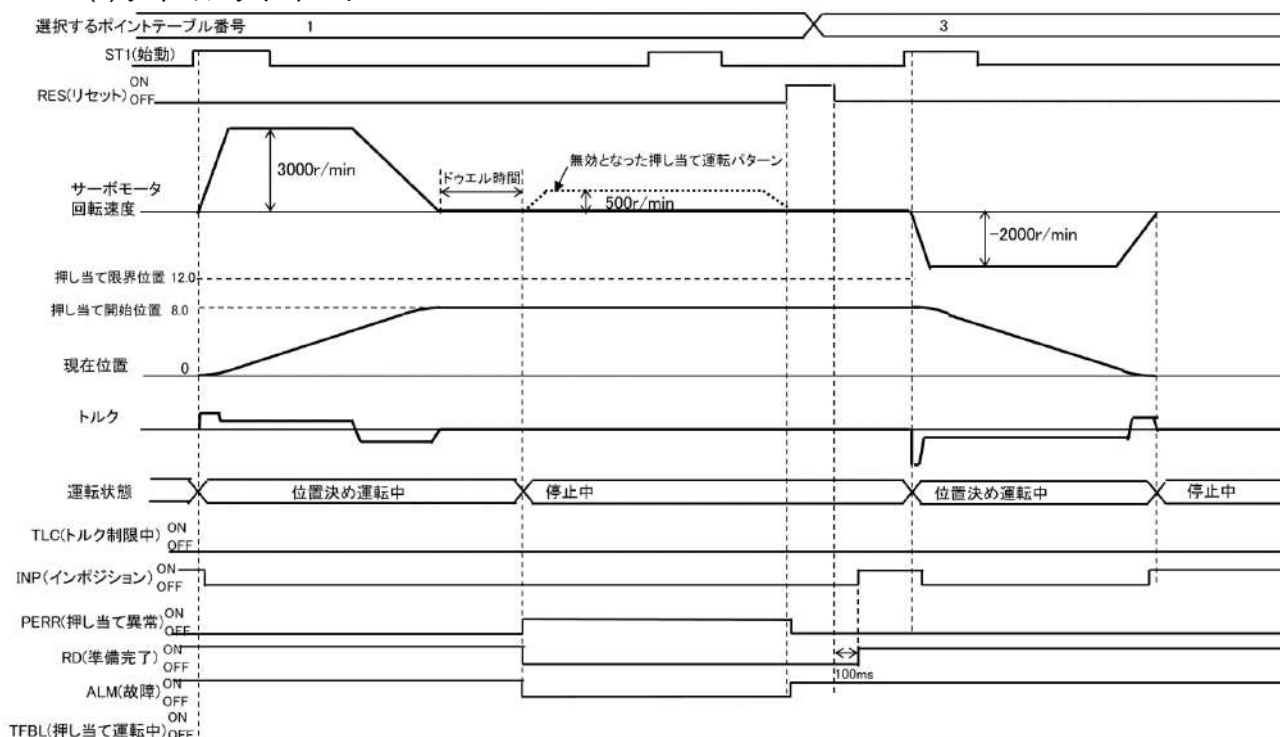 選択するポイントテーブル番号 1 3
ST1(始動)
RES(リセット) ON
OFF
3000r/min
ドゥエル時間
無効となった押し当て運転パターン
500r/min
サーボモータ
回転速度
-2000r/min
押し当て限界位置 12.0
押し当て開始位置 8.0
現在位置 0
トルク
運転状態 位置決め運転中 停止中 位置決め運転中 停止中
TLC(トルク制限中) ON
OFF
INP(インポジション) ON
OFF
PERR(押し当て異常) ON
OFF
RD(準備完了) ON
OFF
100ms
ALM(故障) ON
OFF
TFBL(押し当て運転中) ON
OFF